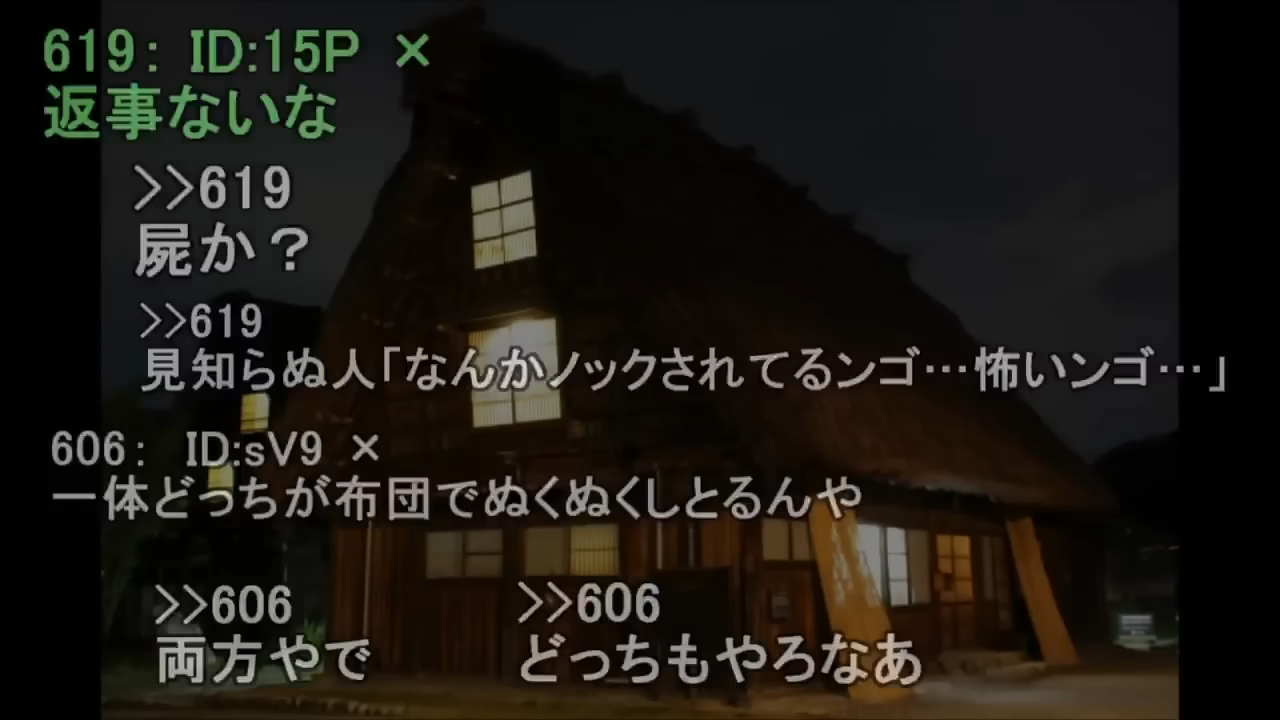 619: ID:15P ×
返事ないな
>>619
屍か？
>>619
見知らぬ人「なんかノックされてるンゴ…怖いンゴ…」
606: ID:sV9 ×
一体どっちが布団でぬくぬくしとるんや
>>606
両方やで
>>606
どっちもやろなあ